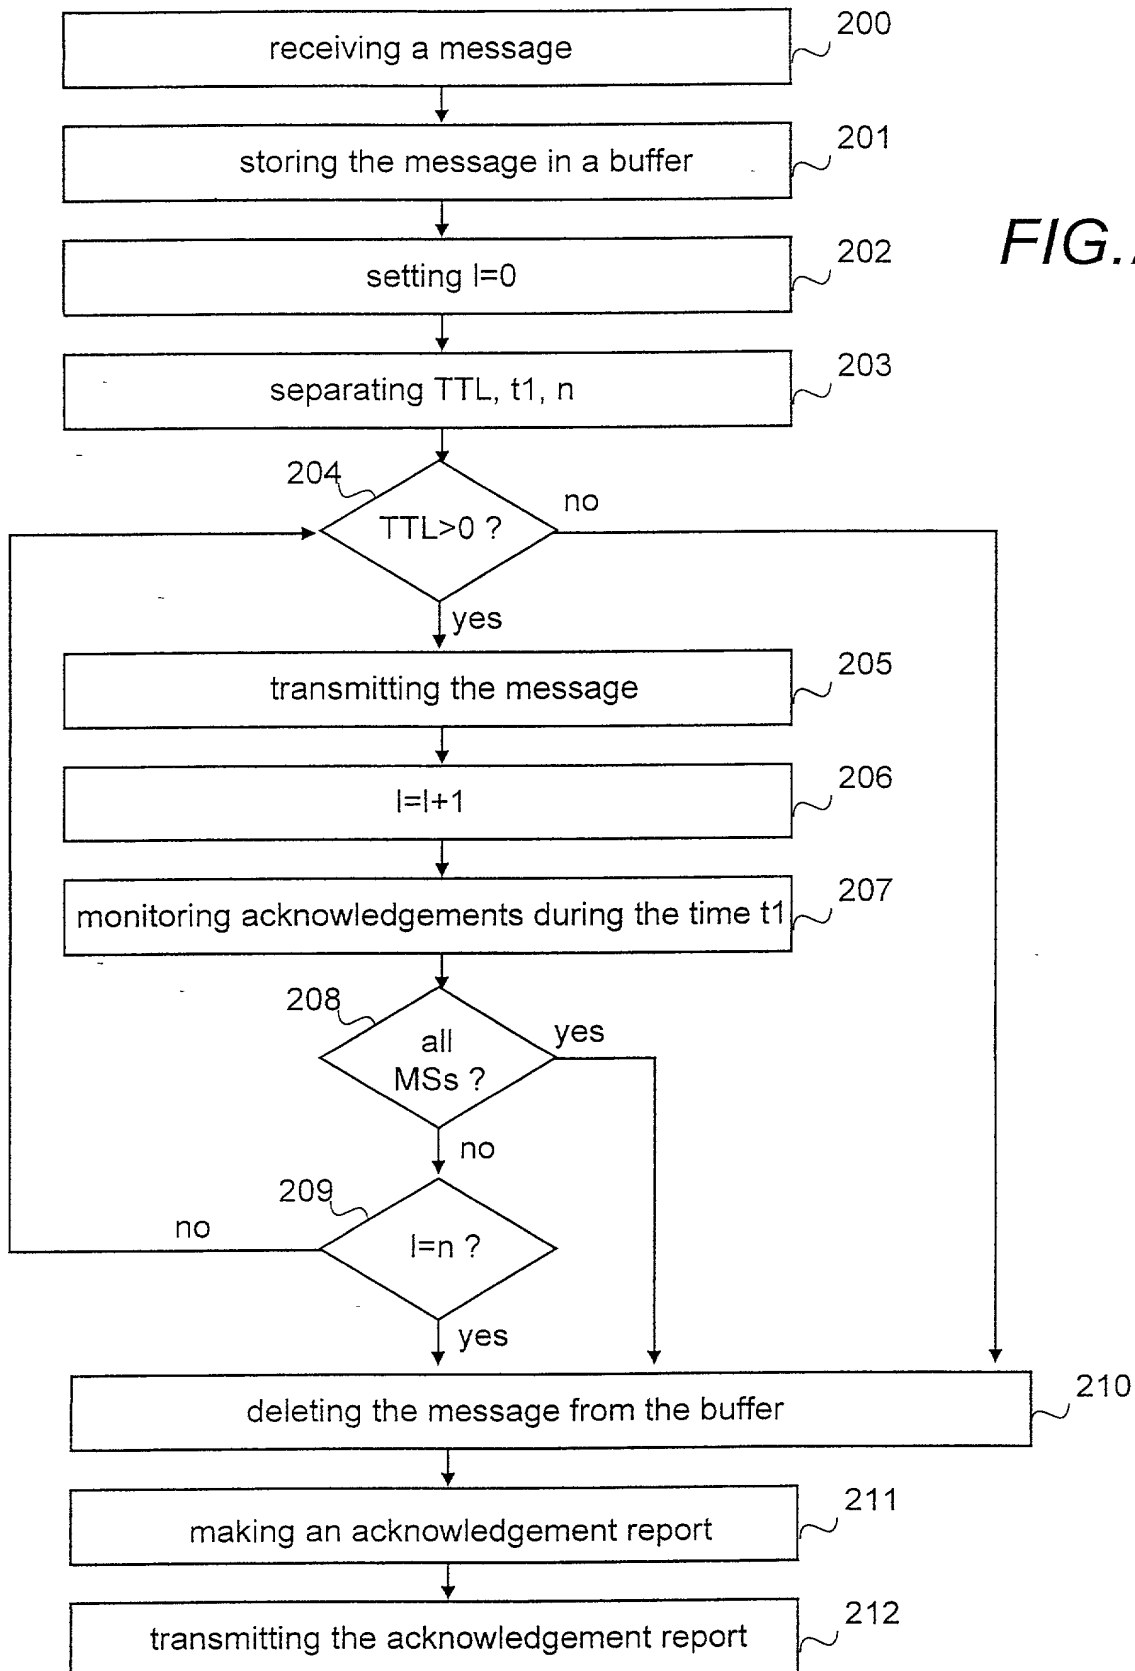 receiving a message
200
storing the message in a buffer
201
setting l=0
202
FIG.
separating TTL, t1, n
203
204
TTL>0 ?
no
yes
transmitting the message
205
l=l+1
206
monitoring acknowledgements during the time t1
207
208
all
MSs ?
yes
no
209
l=n ?
no
yes
deleting the message from the buffer
210
making an acknowledgement report
211
transmitting the acknowledgement report
212